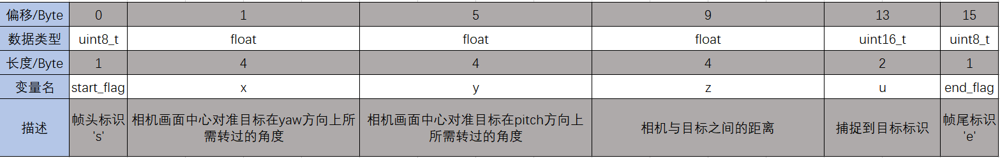 偏移/Byte 0 1 5 9 13 15
数据类型 uint8_t float float float uint16_t uint8_t
长度/Byte 1 4 4 4 2 1
变量名 start_flag x y z u end_flag
描述 帧头标识's' 相机画面中心对准目标在yaw方向上所需转过的角度 相机画面中心对准目标在pitch方向上所需转过的角度 相机与目标之间的距离 捕捉到目标标识 帧尾标识'e'